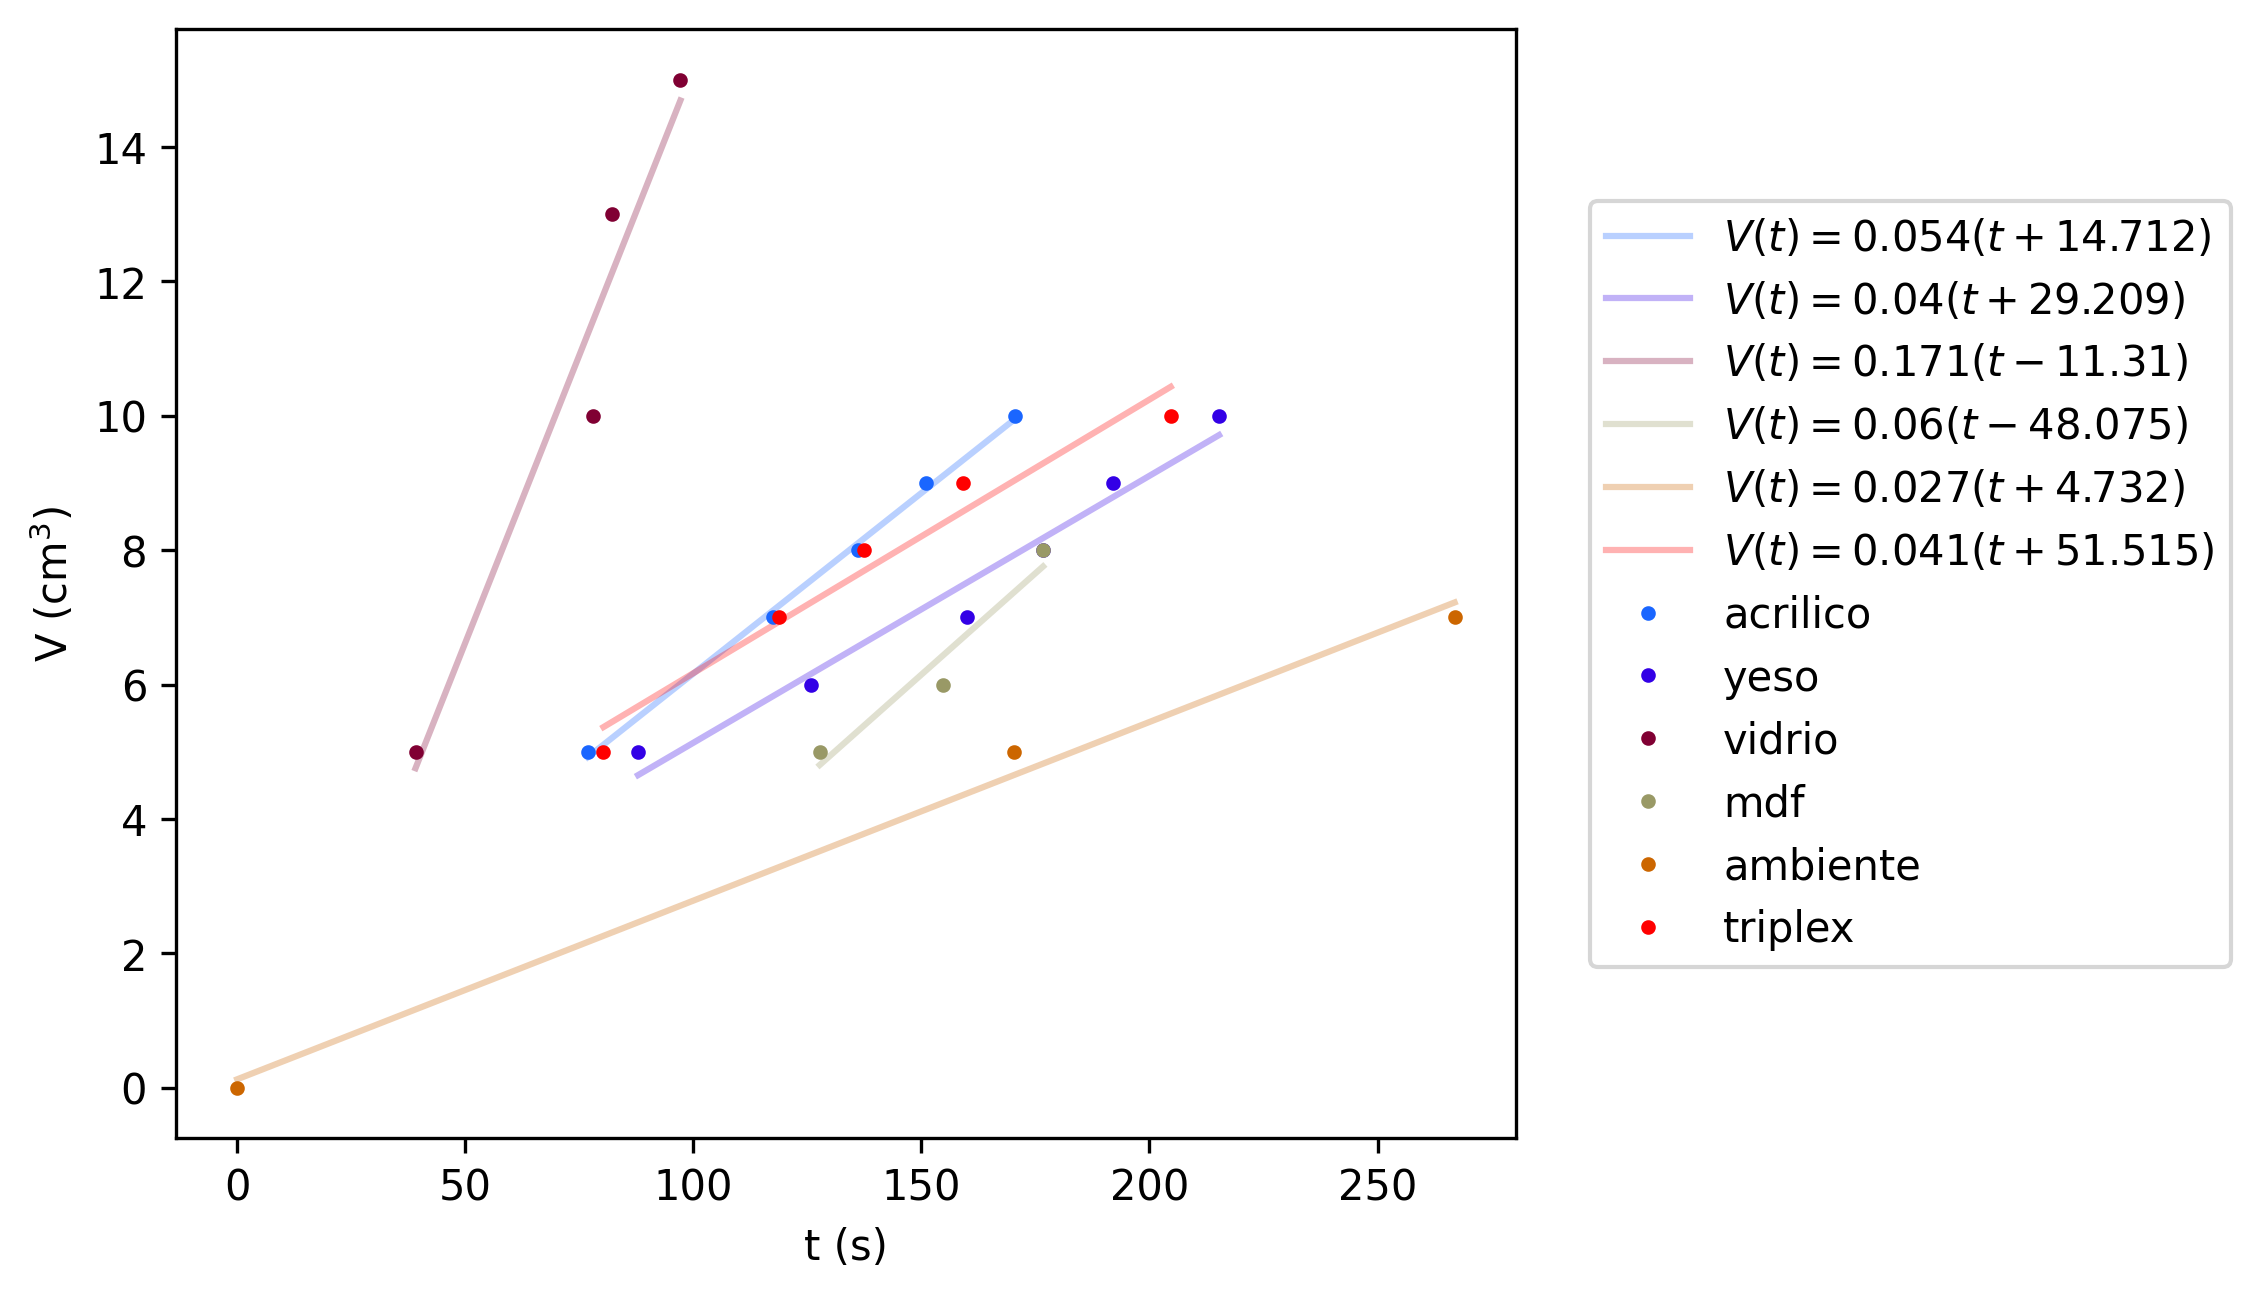 14
12
10
8
6
4
2
0
V (cm³)
0 50 100 150 200 250
t (s)
V(t) = 0.054(t + 14.712)
V(t) = 0.04(t + 29.209)
V(t) = 0.171(t − 11.31)
V(t) = 0.06(t − 48.075)
V(t) = 0.027(t + 4.732)
V(t) = 0.041(t + 51.515)
acrilico
yeso
vidrio
mdf
ambiente
triplex